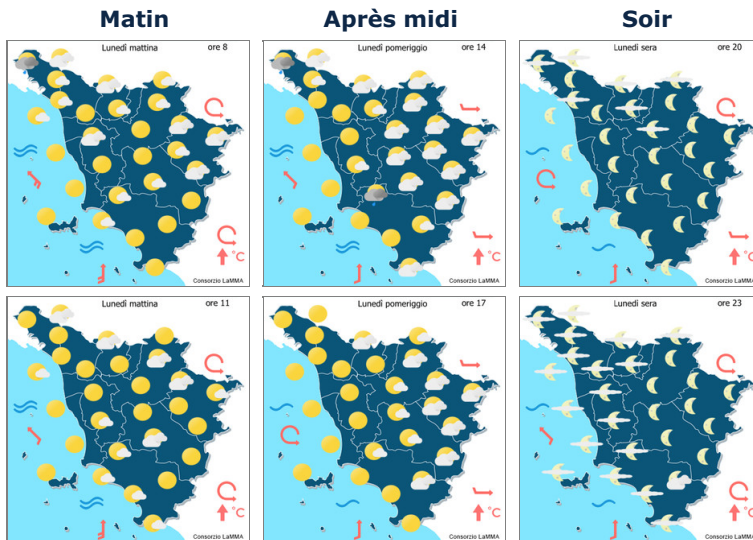 Matin
Après midi
Soir
Lunedì mattina ore 8
°C
Consorzio LaMMA
Lunedì pomeriggio ore 14
°C
Consorzio LaMMA
Lunedì sera ore 20
°C
Consorzio LaMMA
Lunedì mattina ore 11
°C
Consorzio LaMMA
Lunedì pomeriggio ore 17
°C
Consorzio LaMMA
Lunedì sera ore 23
°C
Consorzio LaMMA